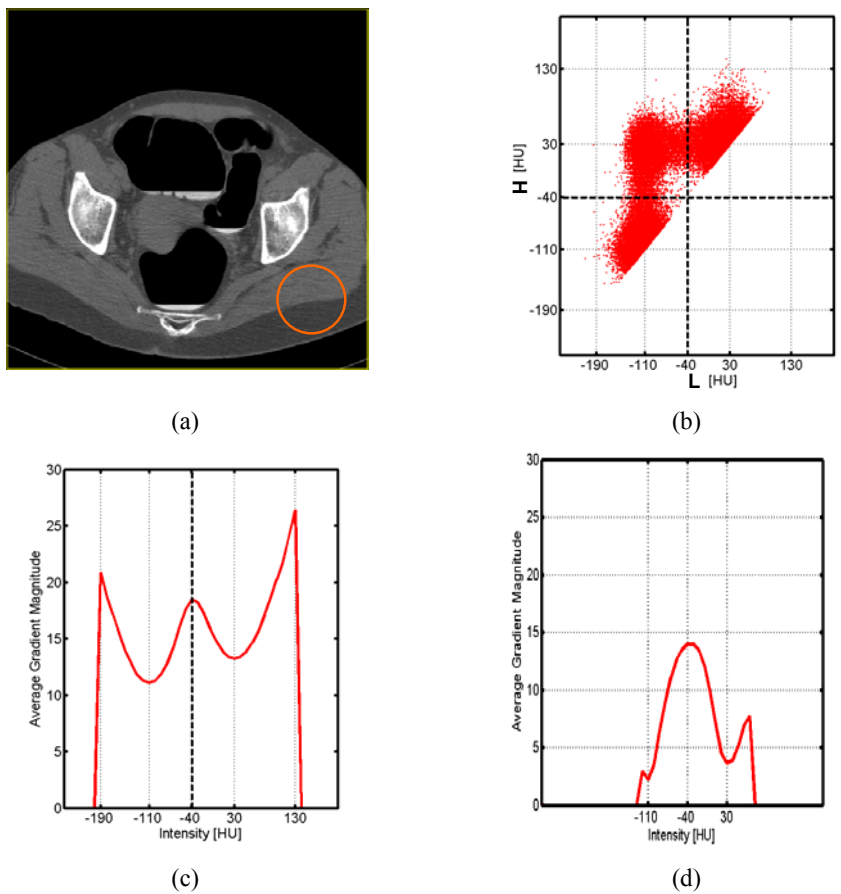 130
30
-40
-110
-190
H [HU]
-190 -110 -40 30 130
L [HU]
(a)
(b)
30
25
20
15
10
5
0
Average Gradient Magnitude
-190 -110 -40 30 130
Intensity [HU]
30
25
20
15
10
5
0
Average Gradient Magnitude
-110 -40 30
Intensity [HU]
(c)
(d)